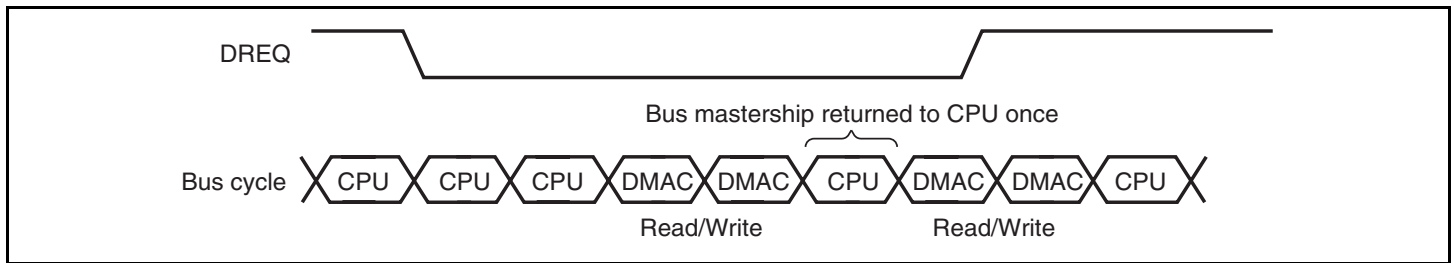 DREQ
Bus mastership returned to CPU once
Bus cycle CPU CPU CPU DMAC DMAC CPU DMAC DMAC CPU
Read/Write Read/Write